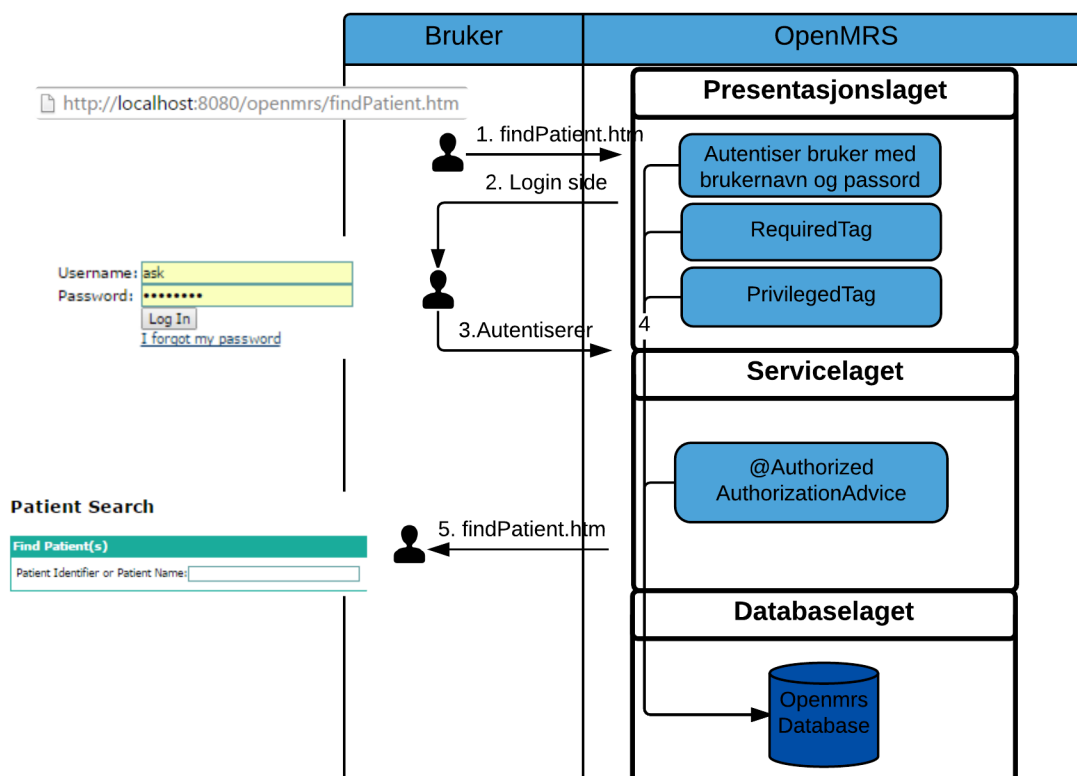 Bruker
OpenMRS
Presentasjonslaget
http://localhost:8080/openmrs/findPatient.htm
1. findPatient.htm
Autentiser bruker med
brukernavn og passord
2. Login side
RequiredTag
Username:ask
Password:••••••••
Log In
I forgot my password
PrivilegedTag
3.Autentiserer
4
Servicelaget
@Authorized
AuthorizationAdvice
Patient Search
Find Patient(s)
Patient Identifier or Patient Name:
5. findPatient.htm
Databaselaget
Openmrs
Database